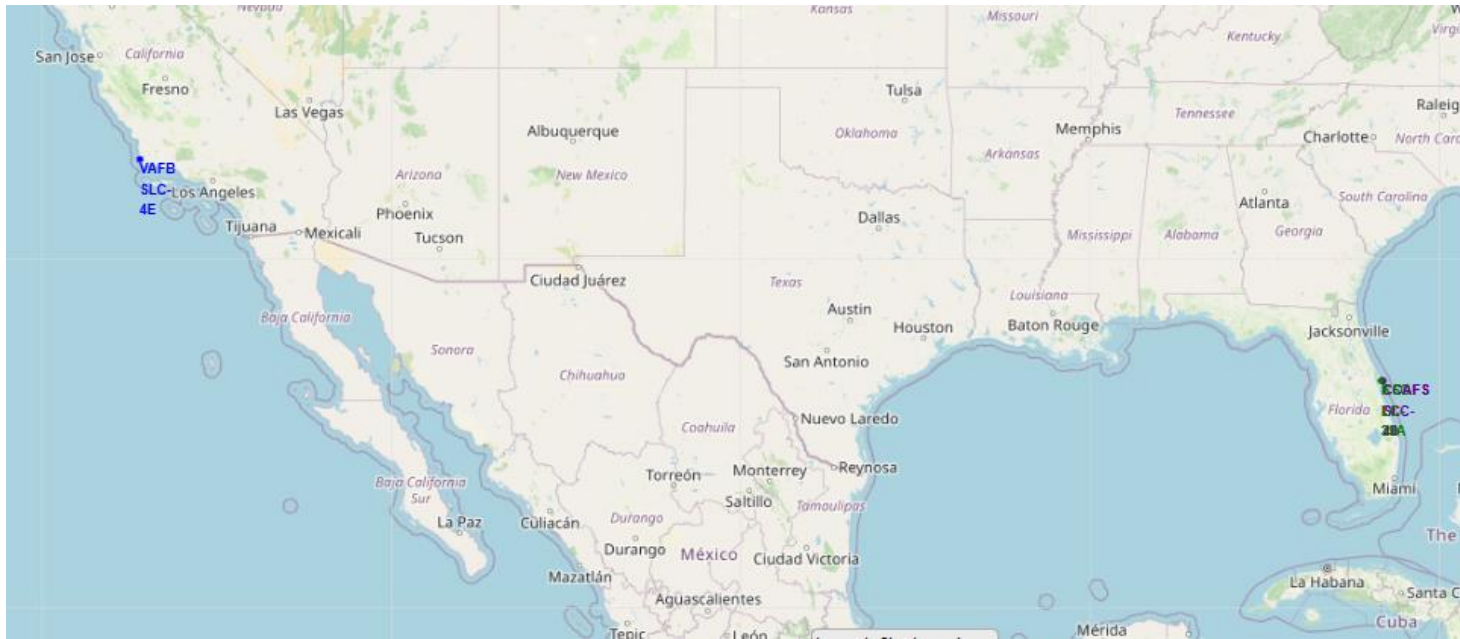 Nevada
Kansas
Missouri
Kentucky
San Jose
California
Fresno
Las Vegas
Tulsa
Albuquerque
Oklahoma
Memphis
Tennessee
Charlotte
North Car
Arkansas
VAFB
SLC-
4E
Los Angeles
Arizona
New Mexico
Phoenix
Atlanta
South Carolina
Dallas
Tijuana
Mexicali
Tucson
Mississippi
Alabama
Georgia
Ciudad Juárez
Texas
Louisiana
Baja California
Austin
Houston
Baton Rouge
Jacksonville
Sonora
San Antonio
Chihuahua
Florida
Nuevo Laredo
Coahuila
Torreón
Monterrey
Reynosa
Baja California
Sur
Saltillo
Tamaulipas
Miami
La Paz
Culiacán
Durango
The
Durango
México
Ciudad Victoria
Mazatlán
La Habana
Santa C
Aguascalientes
Cuba
Tepic
León
Mérida